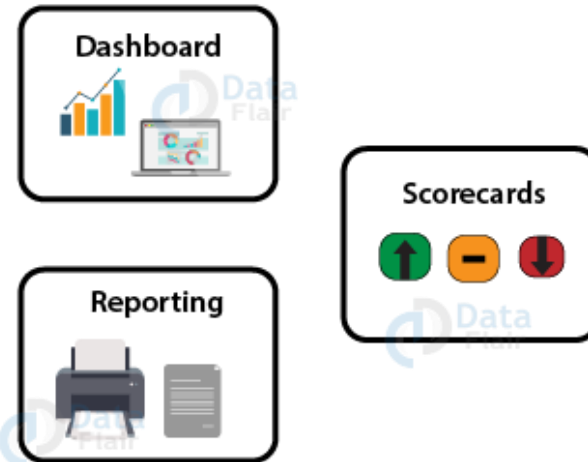 Dashboard
Data
Flair
Scorecards
Reporting
Data
Flair
Data
Flair